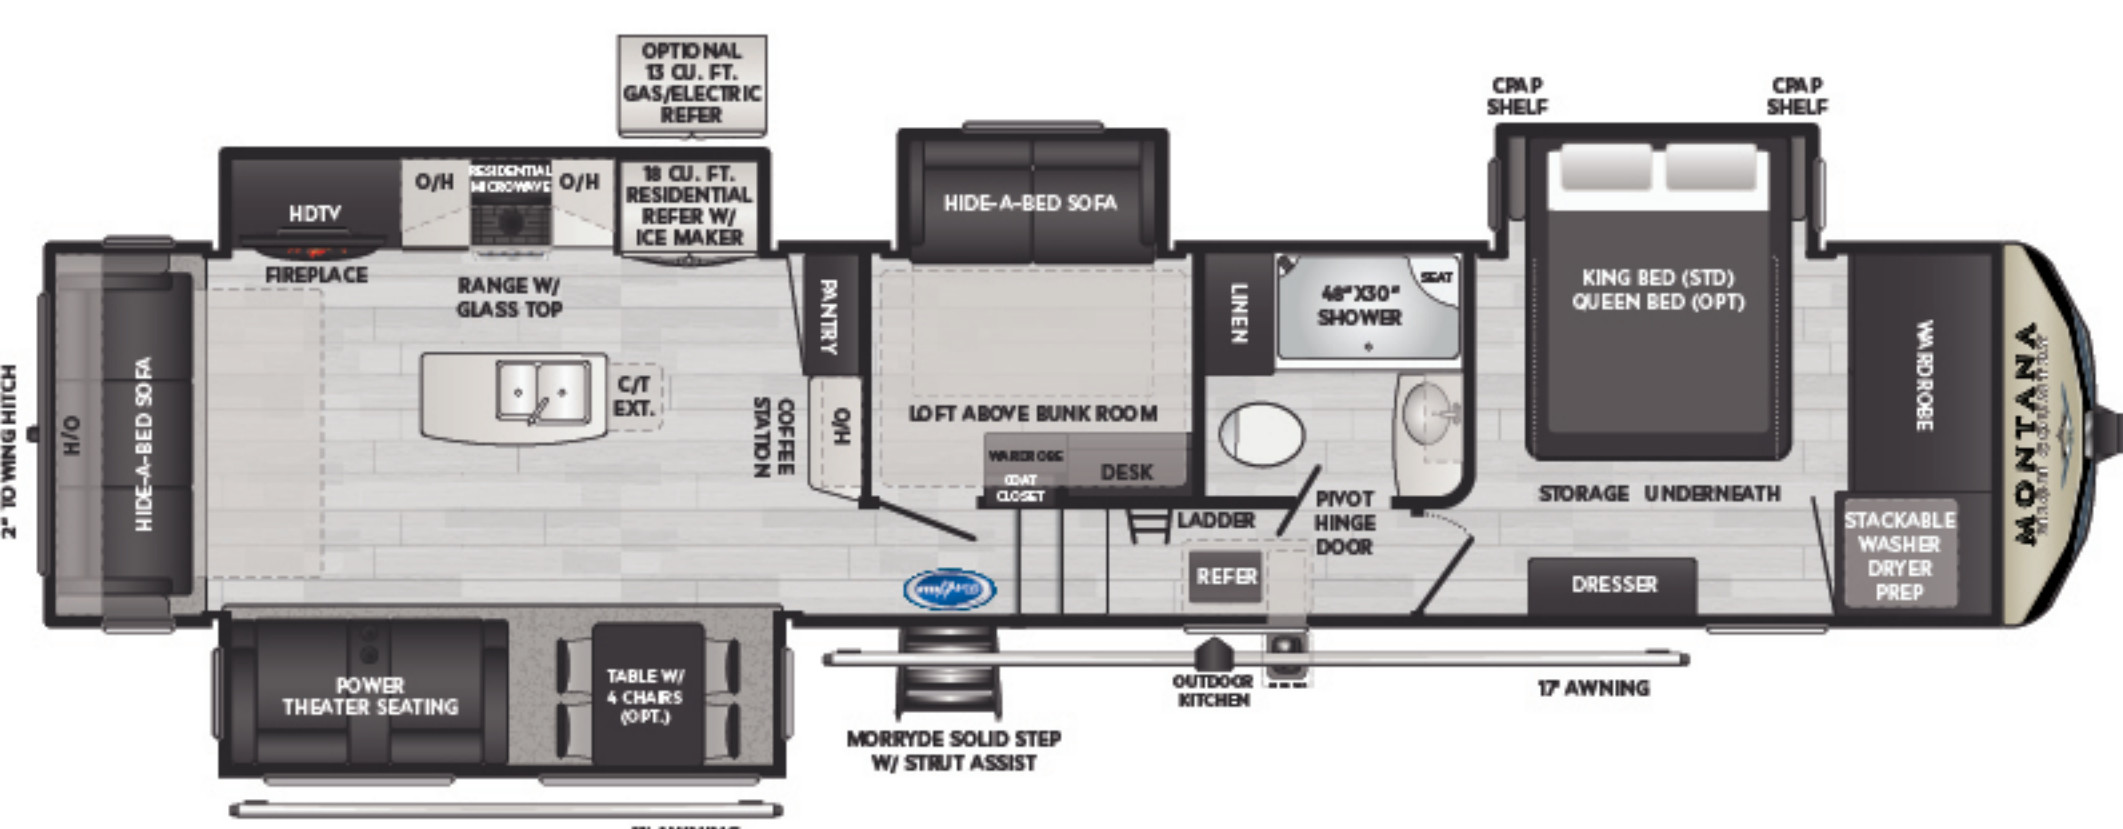 OPTIONAL
13 CU. FT.
GAS/ELECTRIC
REFER
CPAP
SHELF
CPAP
SHELF
HDTV
FIREPLACE
O/H
RESIDENTIAL
MICROWAVE
O/H
18 CU. FT.
RESIDENTIAL
REFER W/
ICE MAKER
RANGE W/
GLASS TOP
HIDE-A-BED SOFA
PANTRY
LINEN
48"X30"
SHOWER
SEAT
KING BED (STD)
QUEEN BED (OPT)
WARDROBE
MONTANA
2" TOWING HITCH
O/H
HIDE-A-BED SOFA
C/T
EXT.
COFFEE
STATION
O/H
LOFT ABOVE BUNK ROOM
WARDROBE
DESK
COAT
CLOSET
LADDER
PIVOT
HINGE
DOOR
STORAGE UNDERNEATH
REFER
DRESSER
STACKABLE
WASHER
DRYER
PREP
POWER
THEATER SEATING
TABLE W/
4 CHAIRS
(OPT.)
OUTDOOR
KITCHEN
17' AWNING
MORRYDE SOLID STEP
W/ STRUT ASSIST